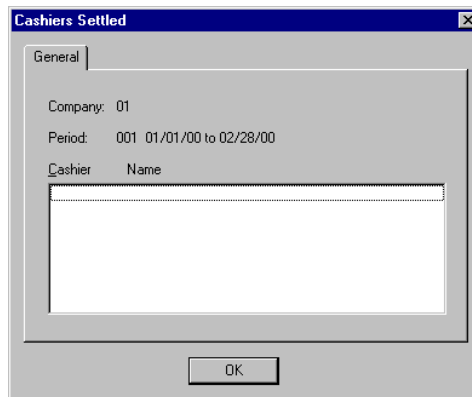 Cashiers Settled
General
Company: 01
Period: 001 01/01/00 to 02/28/00
Cashier Name
OK